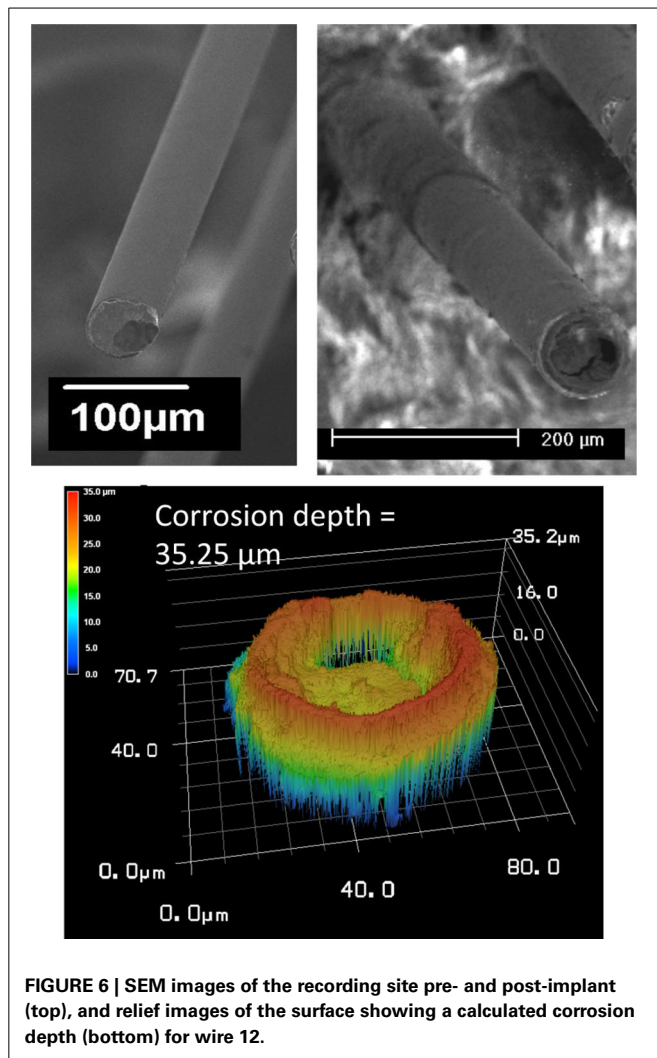 100µm
200 µm
35.0 µm
30.0
25.0
20.0
15.0
10.0
5.0
0.0
Corrosion depth =
35.25 µm
35.2µm
16.0
0.0
70.7
40.0
0.0µm
0.0µm
40.0
80.0
FIGURE 6 | SEM images of the recording site pre- and post-implant
(top), and relief images of the surface showing a calculated corrosion
depth (bottom) for wire 12.